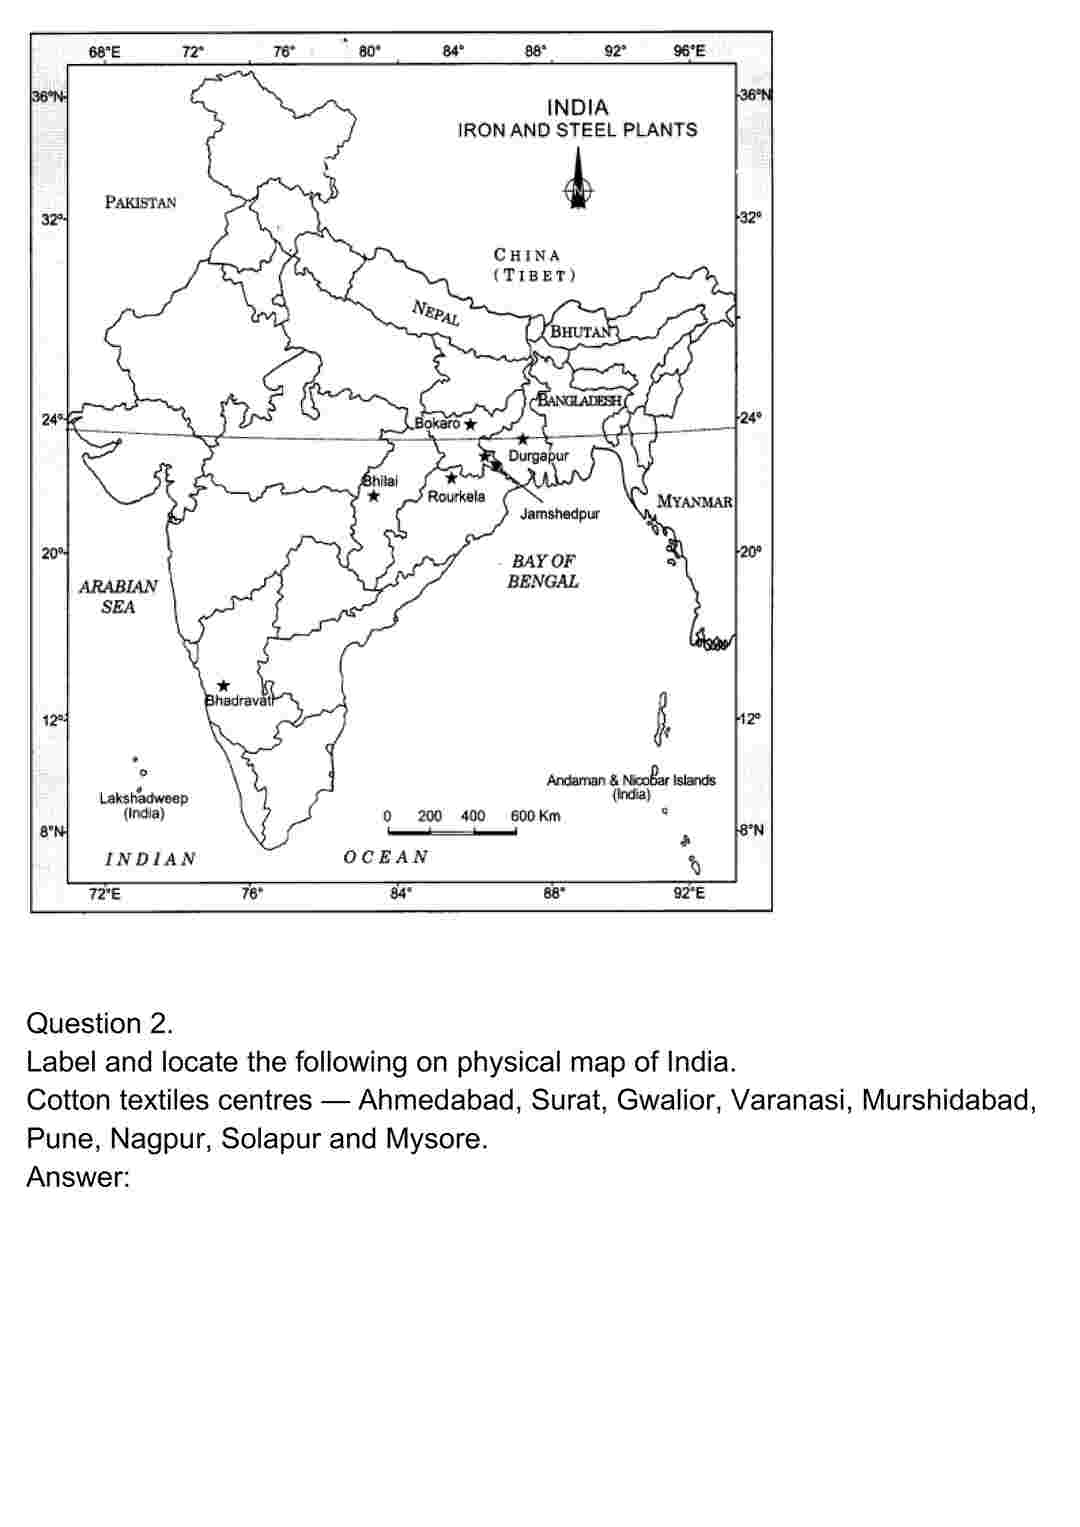 68°E 72° 76° 80° 84° 88° 92° 96°E
36°N 36°N
INDIA
IRON AND STEEL PLANTS
N
PAKISTAN
32° 32°
CHINA
(TIBET)
NEPAL
BHUTAN
BANGLADESH
24° 24°
Bokaro
Durgapur
Bhilai
Rourkela
MYANMAR
Jamshedpur
20° 20°
ARABIAN
SEA
BAY OF
BENGAL
Bhadravati
12° 12°
Lakshadweep
(India)
Andaman & Nicobar Islands
(India)
0 200 400 600 Km
8°N 8°N
INDIAN OCEAN
72°E 76° 84° 88° 92°E
Question 2.
Label and locate the following on physical map of India.
Cotton textiles centres — Ahmedabad, Surat, Gwalior, Varanasi, Murshidabad,
Pune, Nagpur, Solapur and Mysore.
Answer: